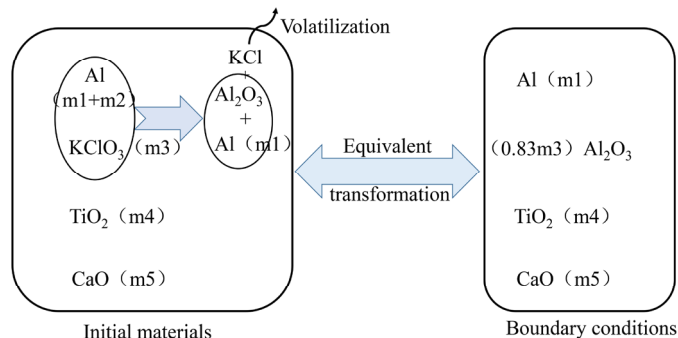 Volatilization
KCl
+
Al
(m1+m2)
Al₂O₃
+
KClO₃ (m3)
Al (m1)
TiO₂ (m4)
CaO (m5)
Initial materials
Equivalent
transformation
Al (m1)
(0.83m3) Al₂O₃
TiO₂ (m4)
CaO (m5)
Boundary conditions